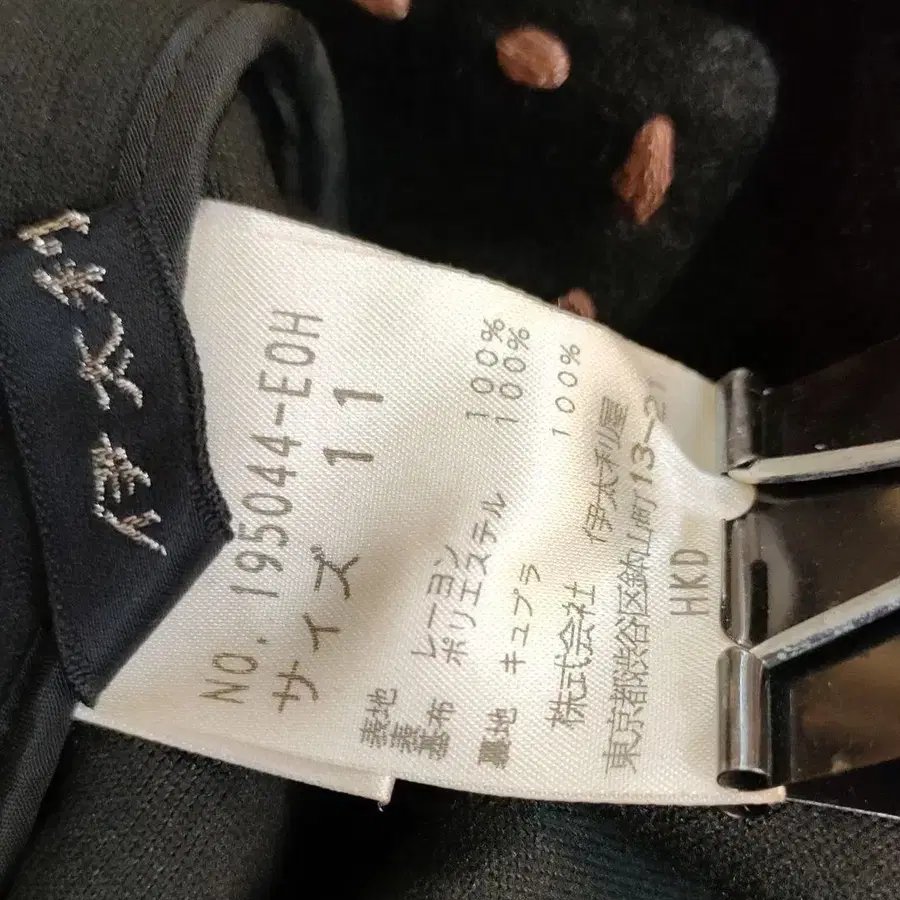 伊太利
NO. 195044-EOH
サイズ 11
表地 レーヨン 100%
表基布 ポリエステル 100%
裏地 キュプラ 100%
株式会社 伊太利屋
東京都渋谷区鉢山町13-21
HKD